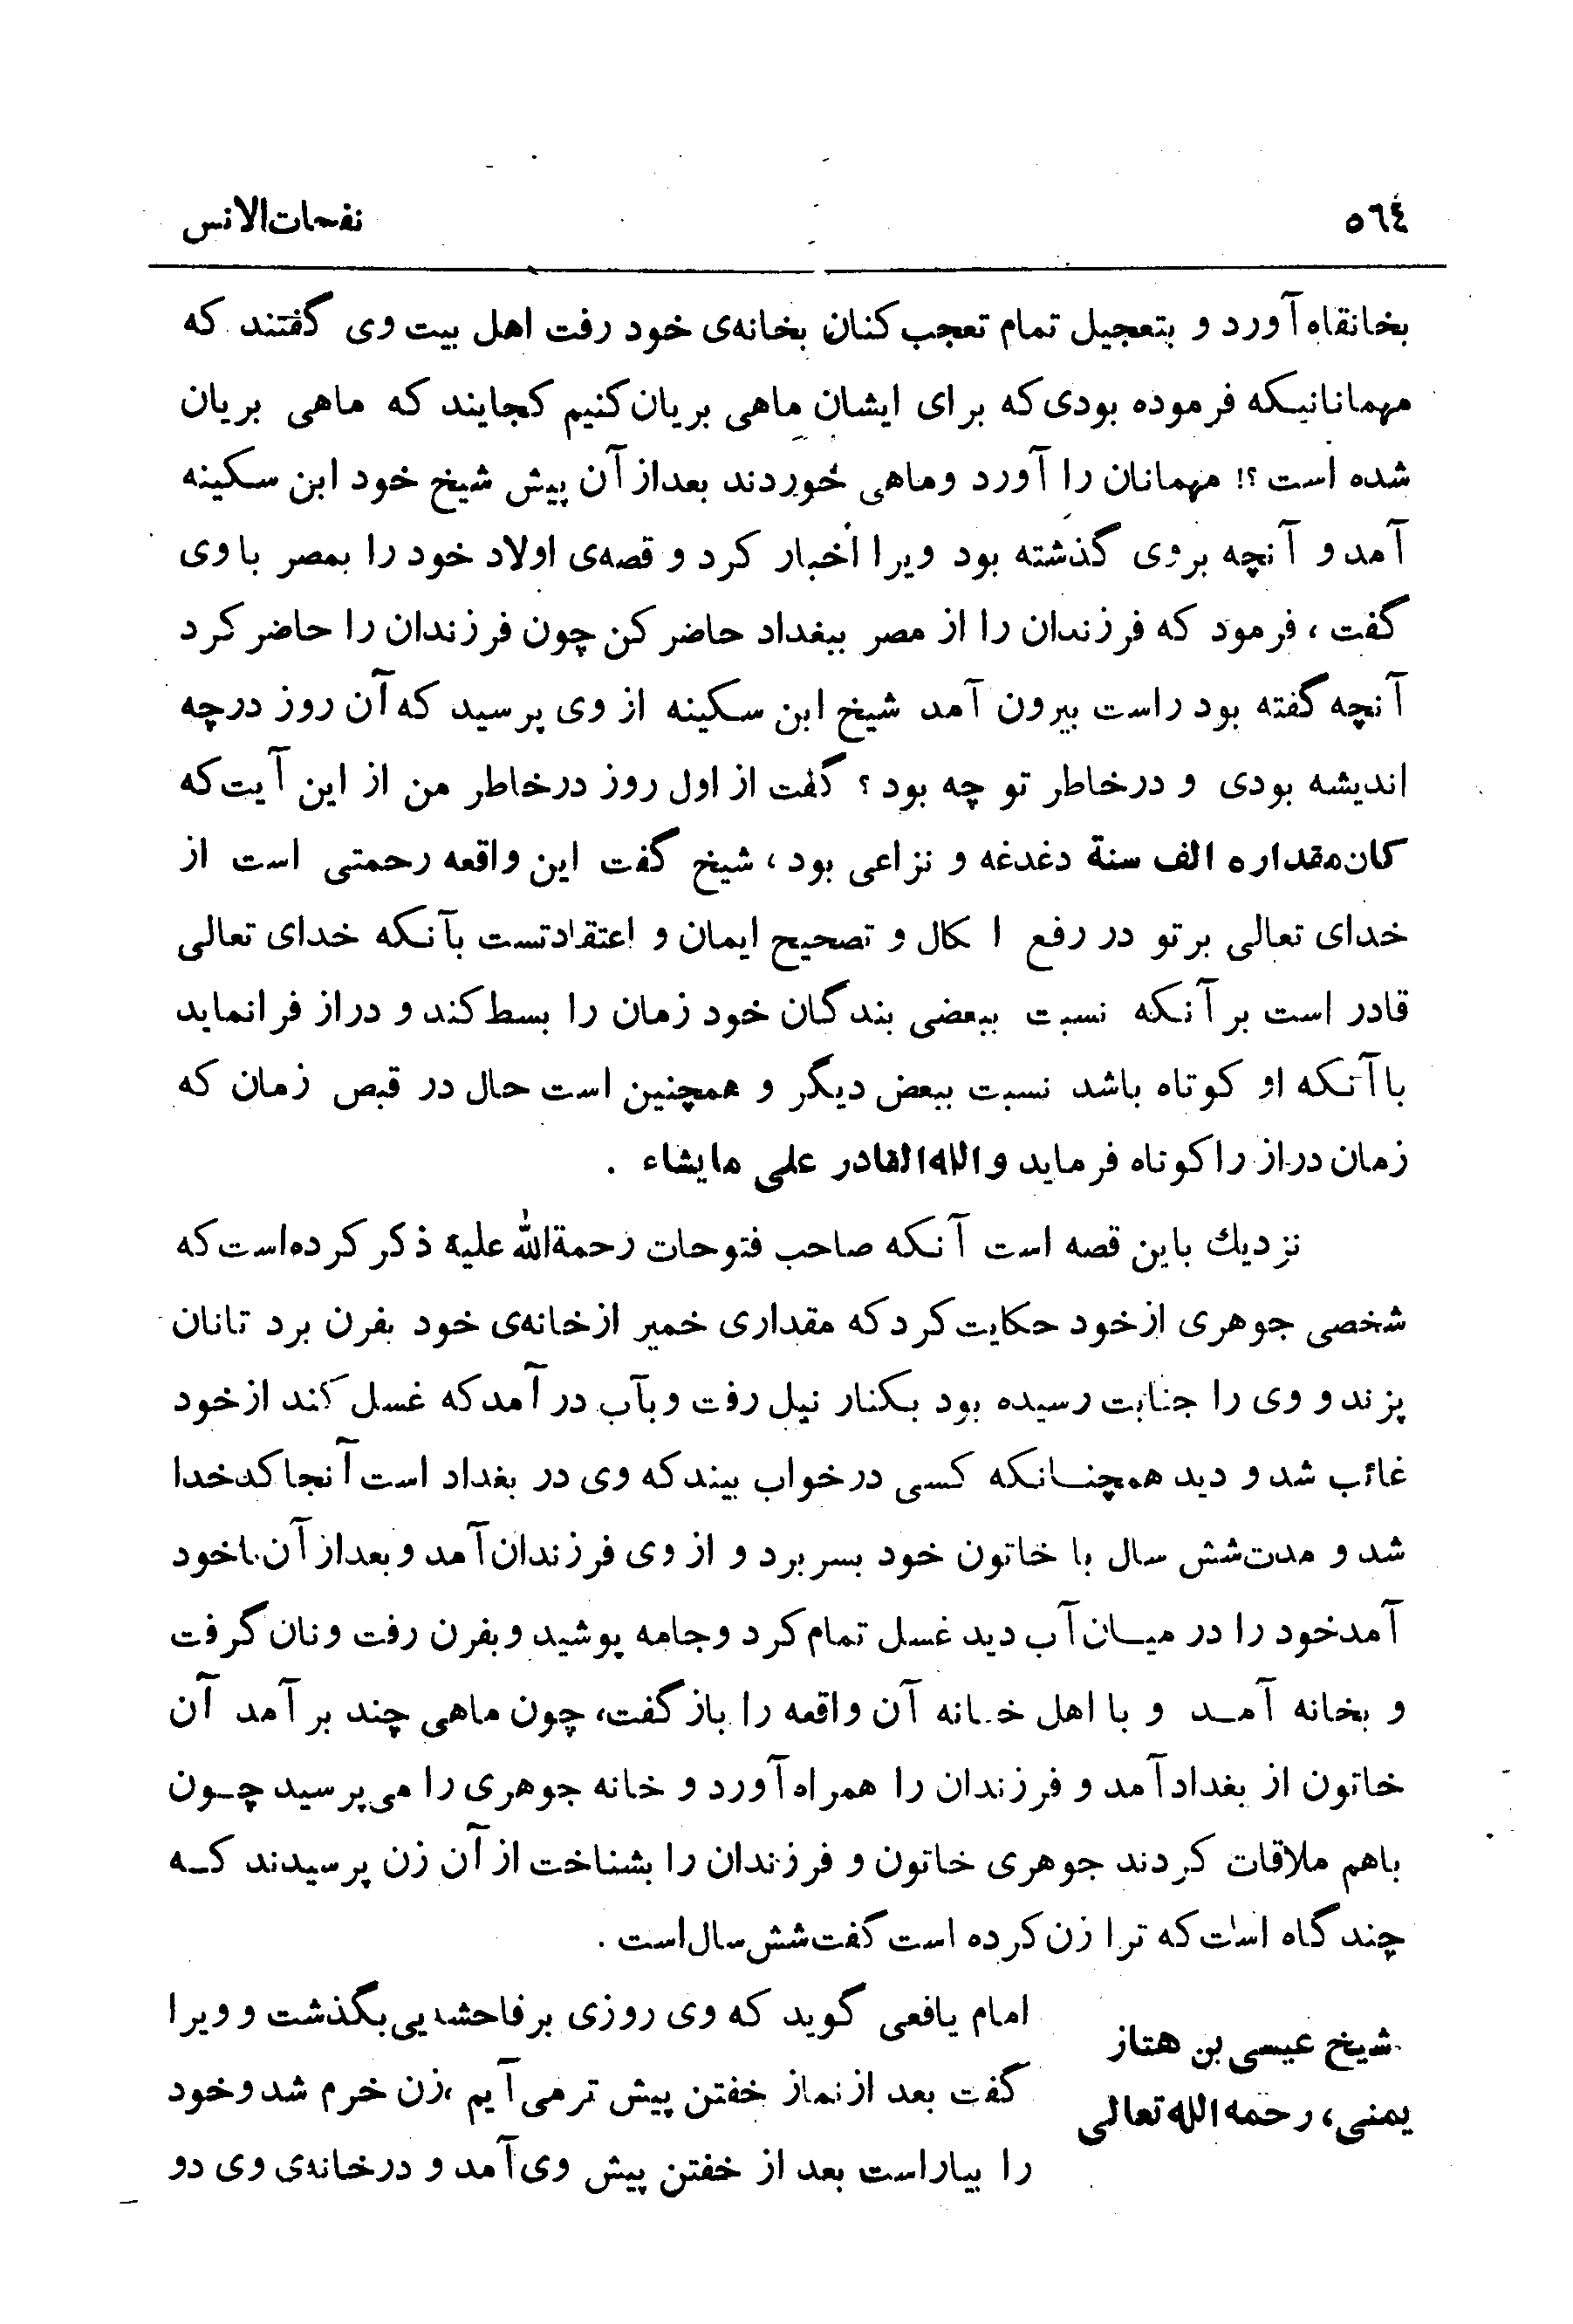 ٥٦٤
نفحات‌الانس
بخانقاه آورد و بتعجیل تمام تعجب کنان بخانه‌ی خود رفت اهل بیت وی گفتند که
مهمانانیکه فرموده بودی که برای ایشان ماهی بریان کنیم کجایند که ماهی بریان
شده است ؟! مهمانان را آورد وماهی خوردند بعداز آن پیش شیخ خود ابن سکینه
آمد و آنچه بروی گذشته بود ویرا اخبار کرد و قصه‌ی اولاد خود را بمصر باوی
گفت ، فرمود که فرزندان را از مصر ببغداد حاضر کن چون فرزندان را حاضر کرد
آنچه گفته بود راست بیرون آمد شیخ ابن سکینه از وی پرسید که آن روز درچه
اندیشه بودی و درخاطر تو چه بود ؟ گفت از اول روز درخاطر من از این آیت که
کان مقداره الف سنة دغدغه و نزاعی بود ، شیخ گفت این واقعه رحمتی است از
خدای تعالی برتو در رفع ا کال و تصحیح ایمان و اعتقادتست بآنکه خدای تعالی
قادر است بر آنکه نسبت ببعضی بندگان خود زمان را بسط کند و دراز فرانماید
باآنکه او کوتاه باشد نسبت ببعض دیگر و همچنین است حال در قبص زمان که
زمان دراز را کوتاه فرماید والله القادر علی مایشاء .
نزدیك باین قصه است آنکه صاحب فتوحات رحمةالله علیه ذکر کرده‌است که
شخصی جوهری ازخود حکایت کرد که مقداری خمیر ازخانه‌ی خود بفرن برد تانان
پزند و وی را جنابت رسیده بود بکنار نیل رفت وبآب در آمد که غسل کند ازخود
غائب شد و دید همچنانکه کسی درخواب بیند که وی در بغداد است آنجا کدخدا
شد و مدت‌شش سال با خاتون خود بسر برد و از وی فرزندان آمد وبعداز آن باخود
آمدخود را در میان آب دید غسل تمام کرد وجامه پوشید وبفرن رفت ونان گرفت
و بخانه آمد و با اهل خانه آن واقعه را باز گفت، چون ماهی چند بر آمد آن
خاتون از بغداد آمد و فرزندان را همراه آورد و خانه جوهری را می‌پرسید چون
باهم ملاقات کردند جوهری خاتون و فرزندان را بشناخت از آن زن پرسیدند که
چند گاه است که ترا زن کرده است گفت شش سال است .
شیخ عیسی بن هتاز
یمنی، رحمه الله تعالی
امام یافعی گوید که وی روزی برفاحشه‌یی بگذشت وویرا
گفت بعد از نماز خفتن پیش تر می آیم ،زن خرم شد وخود
را بیاراست بعد از خفتن پیش وی آمد و درخانه‌ی وی دو